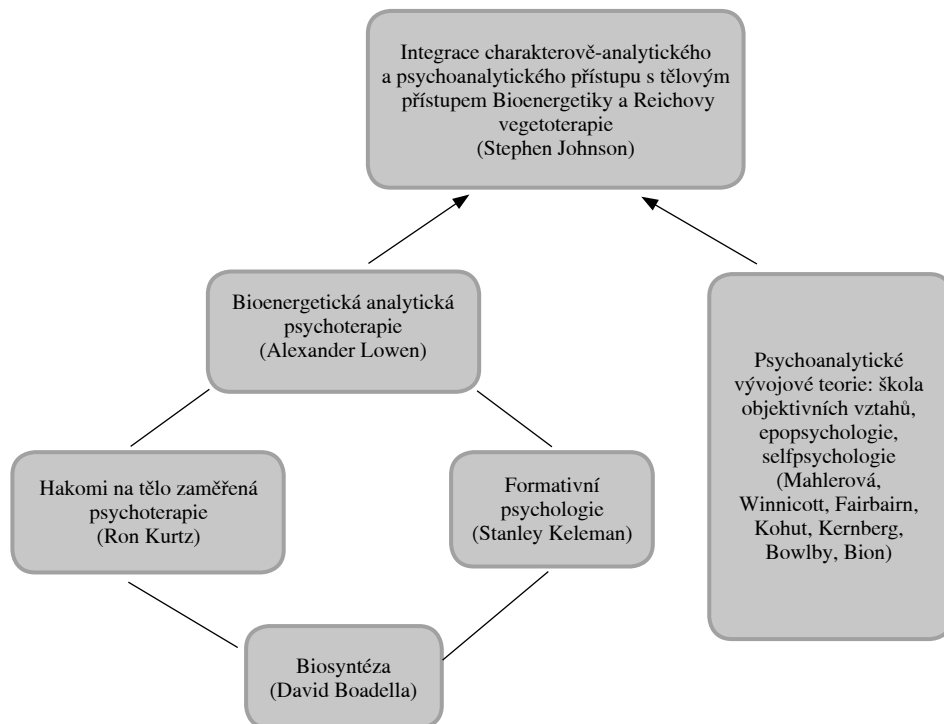 Integrace charakterově-analytického
a psychoanalytického přístupu s tělovým
přístupem Bioenergetiky a Reichovy
vegetoterapie
(Stephen Johnson)
Bioenergetická analytická
psychoterapie
(Alexander Lowen)
Psychoanalytické
vývojové teorie: škola
objektivních vztahů,
epopsychologie,
selfpsychologie
(Mahlerová,
Winnicott, Fairbairn,
Kohut, Kernberg,
Bowlby, Bion)
Hakomi na tělo zaměřená
psychoterapie
(Ron Kurtz)
Formativní
psychologie
(Stanley Keleman)
Biosyntéza
(David Boadella)